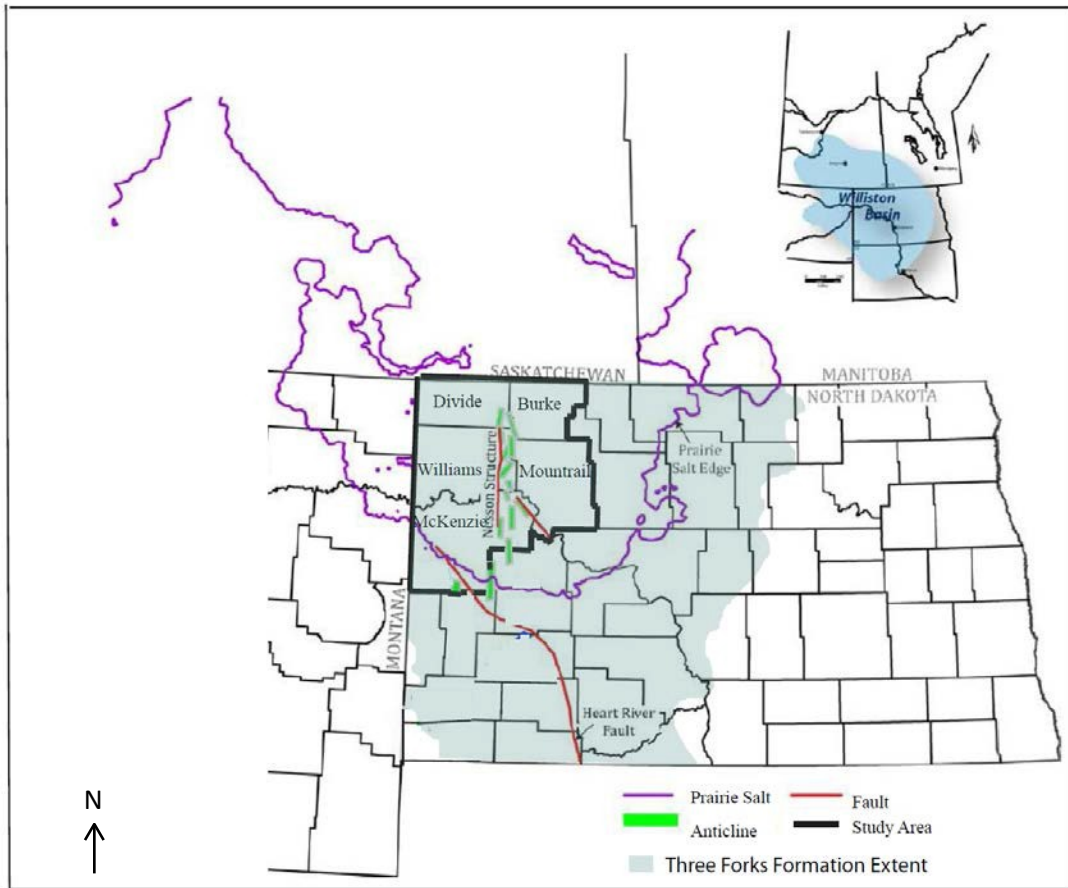 Williston
Basin
SASKATCHEWAN
MANITOBA
NORTH DAKOTA
Divide
Burke
Prairie
Salt Edge
Williams
Mountrail
Nesson Structure
McKenzie
MONTANA
Heart River
Fault
N
Prairie Salt
Fault
Anticline
Study Area
Three Forks Formation Extent